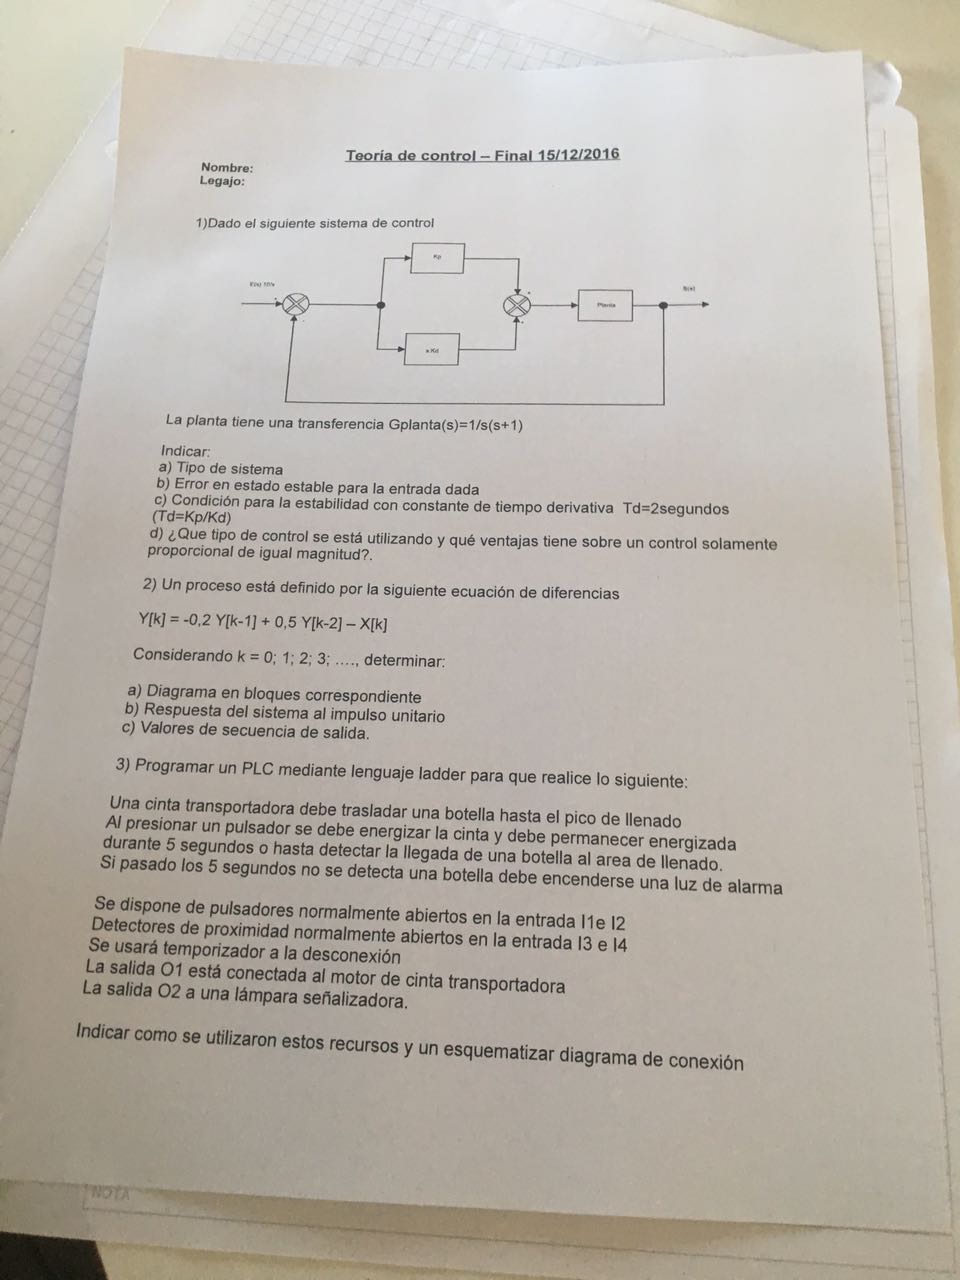 Teoría de control – Final 15/12/2016
Nombre:
Legajo:
1)Dado el siguiente sistema de control
Kp
+
+
-
+
Planta
S(s)
s.Kd
La planta tiene una transferencia Gplanta(s)=1/s(s+1)
Indicar:
a) Tipo de sistema
b) Error en estado estable para la entrada dada
c) Condición para la estabilidad con constante de tiempo derivativa Td=2segundos
(Td=Kp/Kd)
d) ¿Que tipo de control se está utilizando y qué ventajas tiene sobre un control solamente
proporcional de igual magnitud?.
2) Un proceso está definido por la siguiente ecuación de diferencias
Y[k] = -0,2 Y[k-1] + 0,5 Y[k-2] – X[k]
Considerando k = 0; 1; 2; 3; ...., determinar:
a) Diagrama en bloques correspondiente
b) Respuesta del sistema al impulso unitario
c) Valores de secuencia de salida.
3) Programar un PLC mediante lenguaje ladder para que realice lo siguiente:
Una cinta transportadora debe trasladar una botella hasta el pico de llenado
Al presionar un pulsador se debe energizar la cinta y debe permanecer energizada
durante 5 segundos o hasta detectar la llegada de una botella al area de llenado.
Si pasado los 5 segundos no se detecta una botella debe encenderse una luz de alarma
Se dispone de pulsadores normalmente abiertos en la entrada I1e I2
Detectores de proximidad normalmente abiertos en la entrada I3 e I4
Se usará temporizador a la desconexión
La salida O1 está conectada al motor de cinta transportadora
La salida O2 a una lámpara señalizadora.
Indicar como se utilizaron estos recursos y un esquematizar diagrama de conexión
NOTA